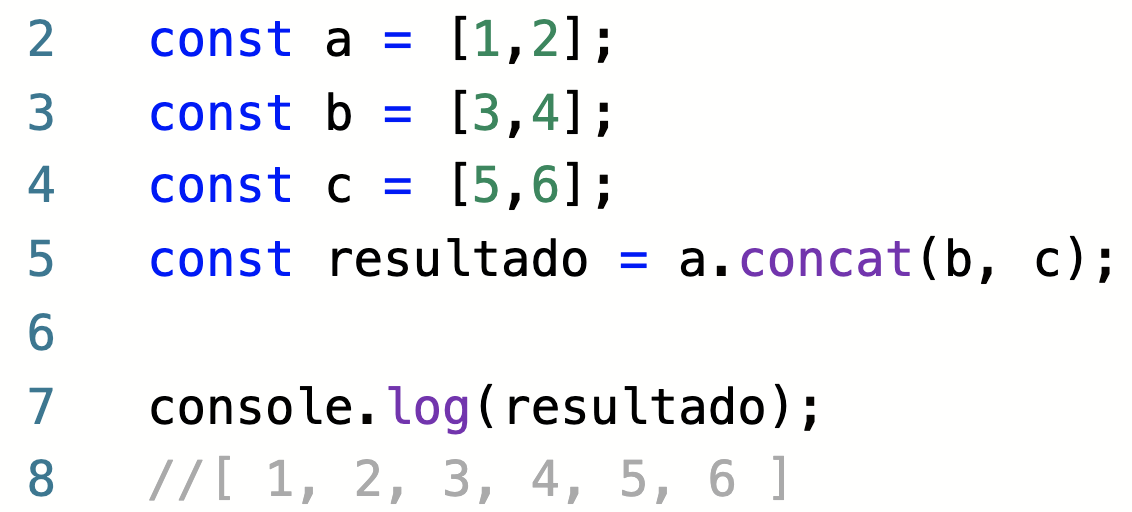 2 const a = [1,2];
3 const b = [3,4];
4 const c = [5,6];
5 const resultado = a.concat(b, c);
6
7 console.log(resultado);
8 //[ 1, 2, 3, 4, 5, 6 ]